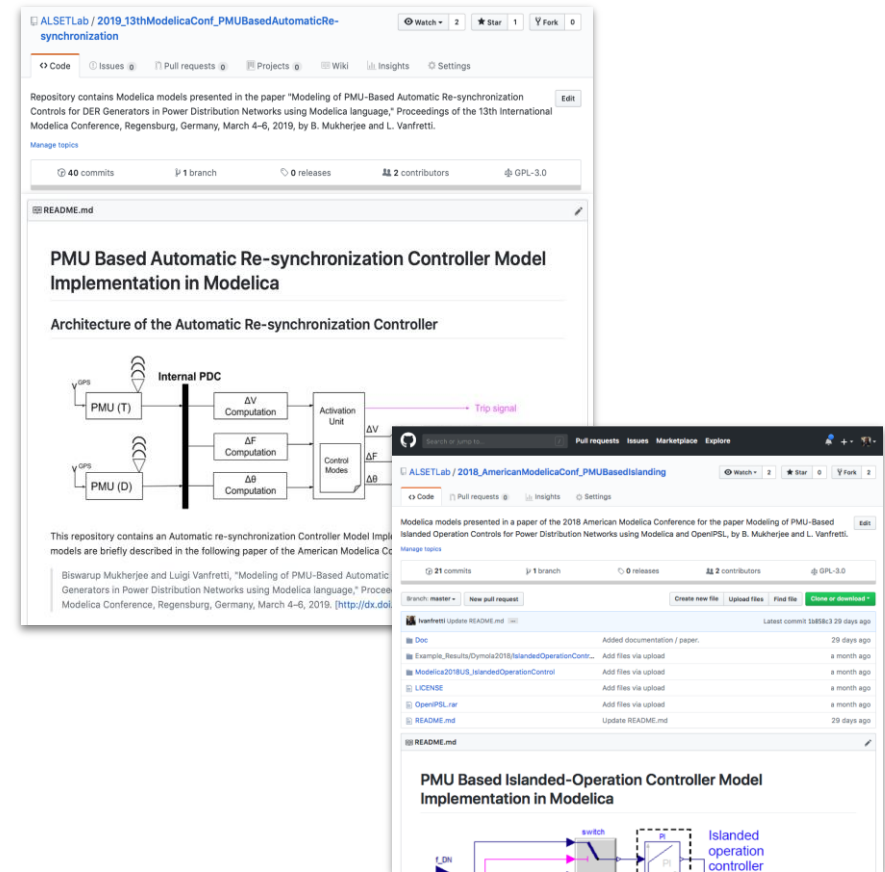 ALSETLab / 2019_13thModelicaConf_PMUBasedAutomaticRe-
synchronization
Watch 2 Star 1 Fork 0
Code Issues 0 Pull requests 0 Projects 0 Wiki Insights Settings
Repository contains Modelica models presented in the paper "Modeling of PMU-Based Automatic Re-synchronization
Controls for DER Generators in Power Distribution Networks using Modelica language," Proceedings of the 13th International
Modelica Conference, Regensburg, Germany, March 4–6, 2019, by B. Mukherjee and L. Vanfretti.
Edit
Manage topics
40 commits 1 branch 0 releases 2 contributors GPL-3.0
README.md
PMU Based Automatic Re-synchronization Controller Model
Implementation in Modelica
Architecture of the Automatic Re-synchronization Controller
GPS
PMU (T)
Internal PDC
ΔV
Computation
Activation
Unit
Trip signal
ΔV
ΔF
Computation
Control
Modes
ΔF
GPS
PMU (D)
Δθ
Computation
Δθ
This repository contains an Automatic re-synchronization Controller Model Imple
models are briefly described in the following paper of the American Modelica Co
Biswarup Mukherjee and Luigi Vanfretti, "Modeling of PMU-Based Automatic
Generators in Power Distribution Networks using Modelica language," Procee
Modelica Conference, Regensburg, Germany, March 4–6, 2019. [http://dx.doi.
Search or jump to... / Pull requests Issues Marketplace Explore
ALSETLab / 2018_AmericanModelicaConf_PMUBasedIslanding
Watch 2 Star 0 Fork 2
Code Pull requests 0 Insights Settings
Modelica models presented in a paper of the 2018 American Modelica Conference for the paper Modeling of PMU-Based
Islanded Operation Controls for Power Distribution Networks using Modelica and OpenIPSL, by B. Mukherjee and L. Vanfretti.
Edit
Manage topics
21 commits 1 branch 0 releases 2 contributors GPL-3.0
Branch: master New pull request Create new file Upload files Find file Clone or download
lvanfretti Update README.md Latest commit 1b858c3 29 days ago
Doc Added documentation / paper. 29 days ago
Example_Results/Dymola2018/IslandedOperationContr... Add files via upload a month ago
Modelica2018US_IslandedOperationControl Add files via upload a month ago
LICENSE Add files via upload a month ago
OpenIPSL.rar Add files via upload a month ago
README.md Update README.md 29 days ago
README.md
PMU Based Islanded-Operation Controller Model
Implementation in Modelica
switch
PI
Islanded
operation
controller
f_DN
PI